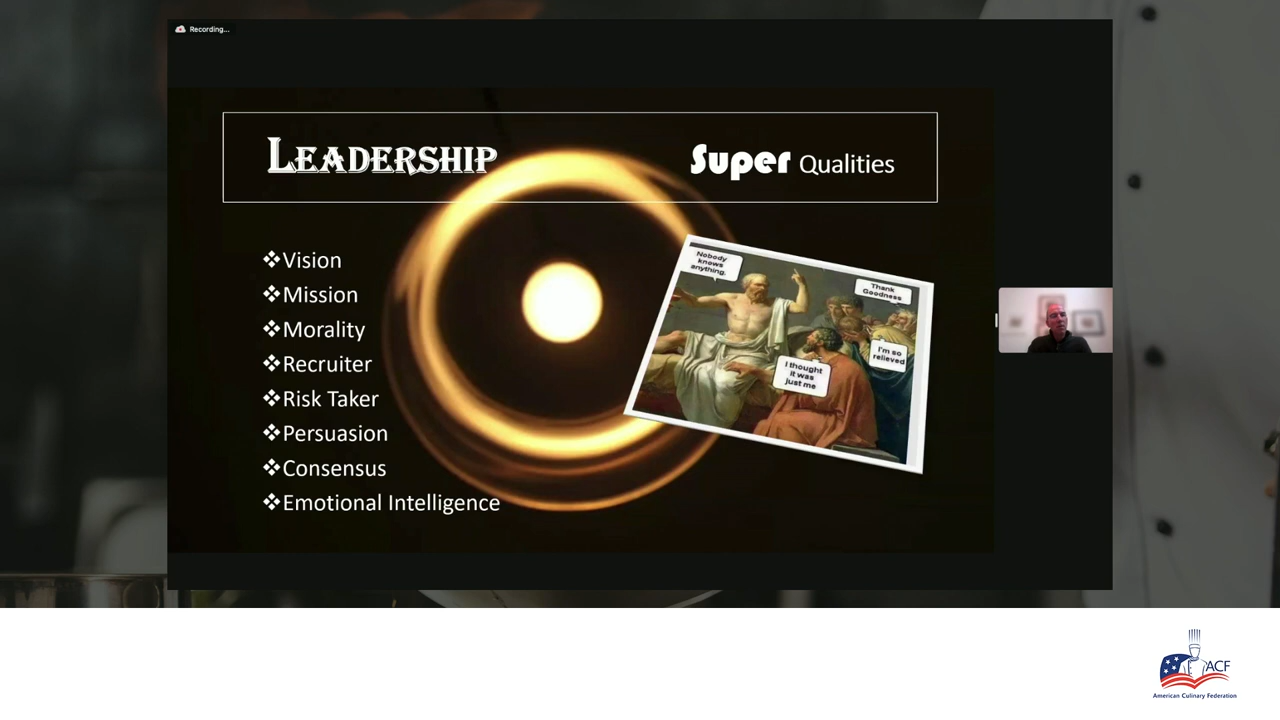 Recording...
LEADERSHIP
Super Qualities
❖Vision
❖Mission
❖Morality
❖Recruiter
❖Risk Taker
❖Persuasion
❖Consensus
❖Emotional Intelligence
Nobody
knows
anything.
Thank
Goodness
I'm so
relieved
I thought
it was
just me
ACF
American Culinary Federation